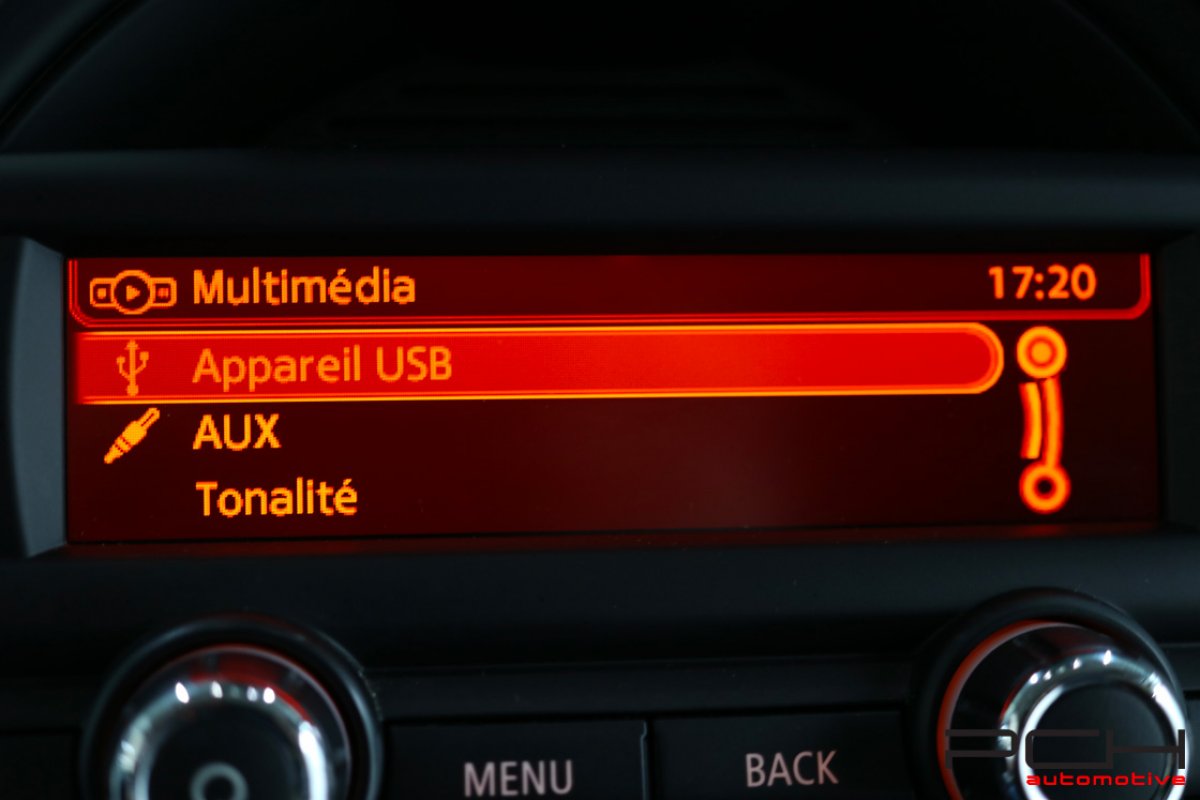 Multimédia 17:20
Appareil USB
AUX
Tonalité
MENU BACK
PCH
automotive